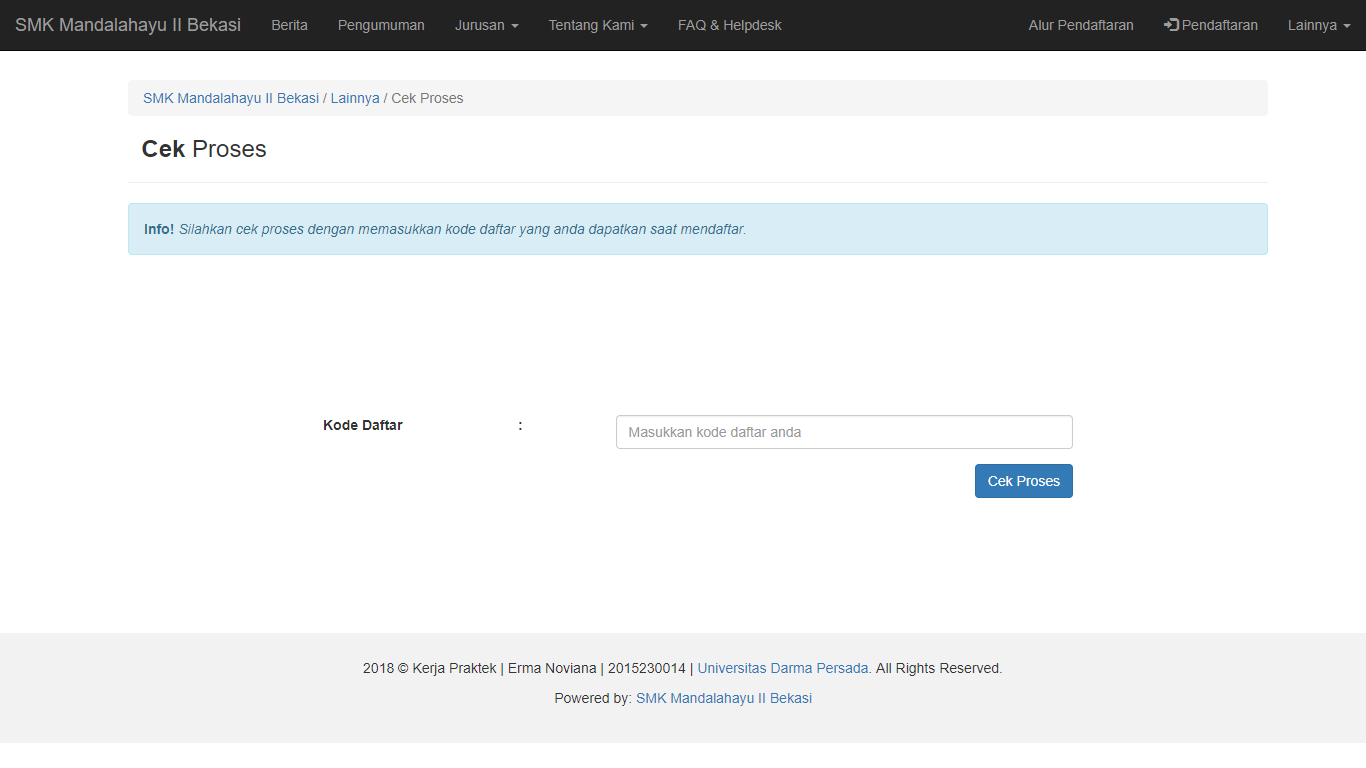 SMK Mandalahayu II Bekasi Berita Pengumuman Jurusan Tentang Kami FAQ & Helpdesk Alur Pendaftaran Pendaftaran Lainnya
SMK Mandalahayu II Bekasi / Lainnya / Cek Proses
Cek Proses
Info! Silahkan cek proses dengan memasukkan kode daftar yang anda dapatkan saat mendaftar.
Kode Daftar : Masukkan kode daftar anda
Cek Proses
2018 © Kerja Praktek | Erma Noviana | 2015230014 | Universitas Darma Persada. All Rights Reserved.
Powered by: SMK Mandalahayu II Bekasi